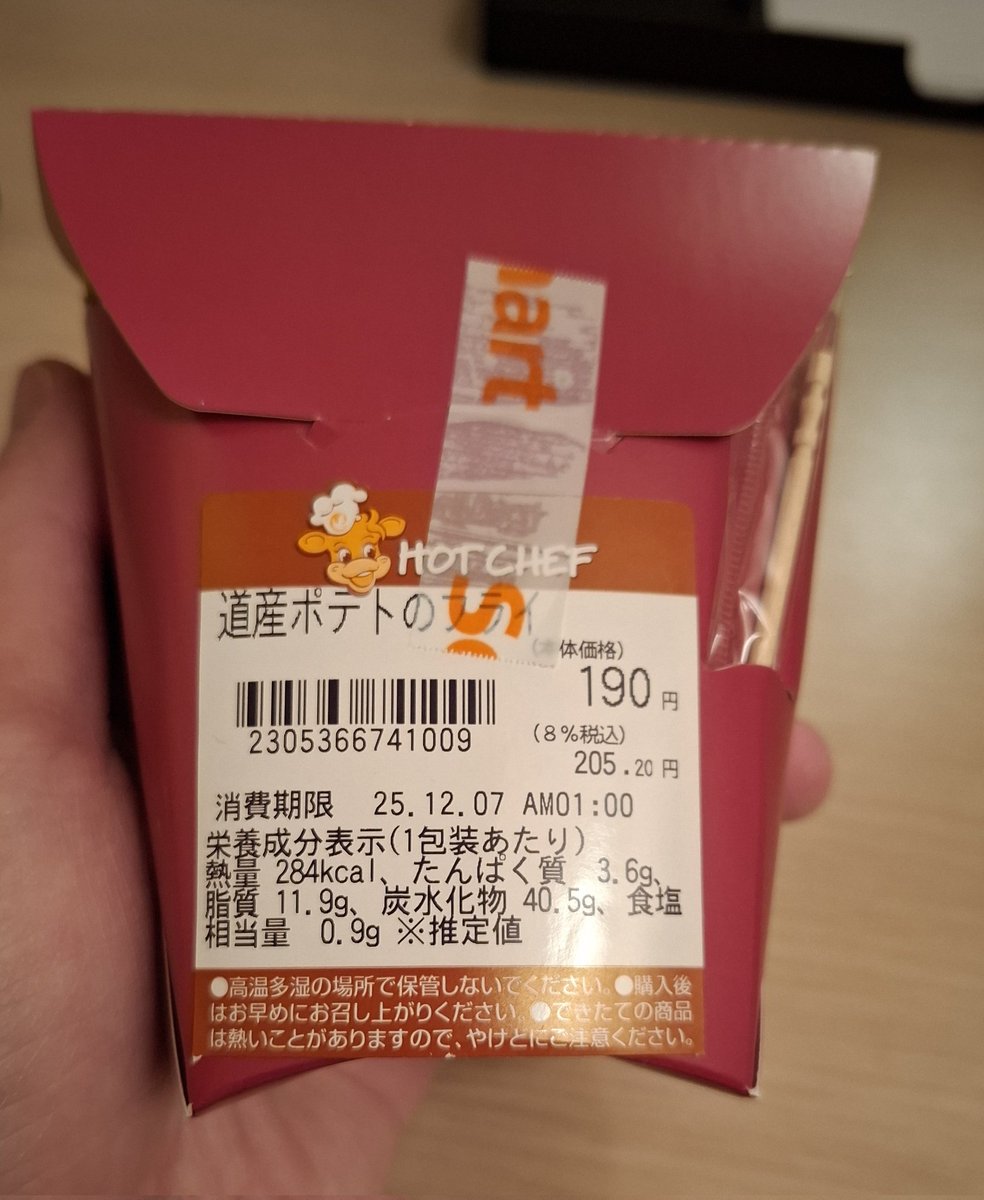 art
HOT CHEF
道産ポテトのフライ
S
(本体価格)
190円
2305366741009
(8%税込)
205.20円
消費期限 25.12.07 AM01:00
栄養成分表示(1包装あたり)
熱量 284kcal、たんぱく質 3.6g、
脂質 11.9g、炭水化物 40.5g、食塩
相当量 0.9g ※推定値
●高温多湿の場所で保管しないでください。●購入後
はお早めにお召し上がりください。●できたての商品
は熱いことがありますので、やけどにご注意ください。